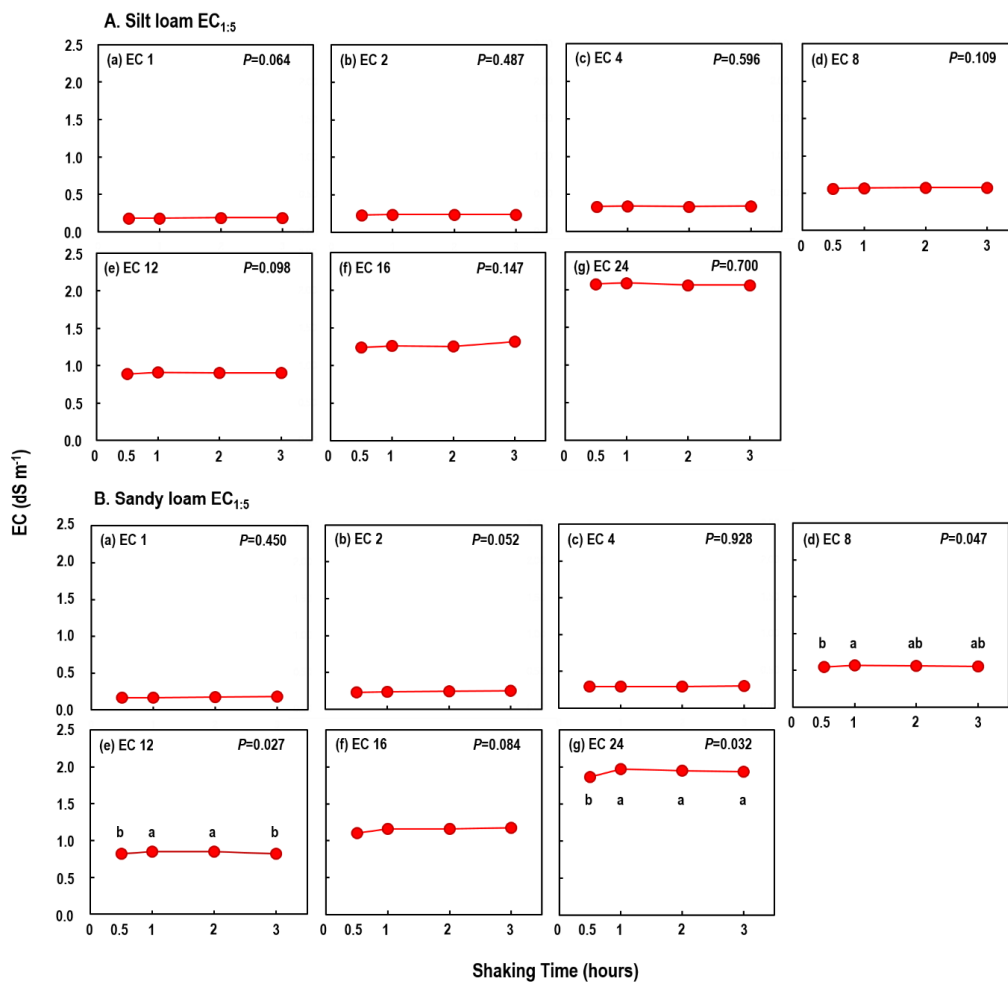 A. Silt loam EC1:5
(a) EC 1 P=0.064
(b) EC 2 P=0.487
(c) EC 4 P=0.596
(d) EC 8 P=0.109
2.5
2.0
1.5
1.0
0.5
0.0
0 0.5 1 2 3
(e) EC 12 P=0.098
(f) EC 16 P=0.147
(g) EC 24 P=0.700
2.5
2.0
1.5
1.0
0.5
0.0
0 0.5 1 2 3
0 0.5 1 2 3
0 0.5 1 2 3
EC (dS m-1)
B. Sandy loam EC1:5
(a) EC 1 P=0.450
(b) EC 2 P=0.052
(c) EC 4 P=0.928
(d) EC 8 P=0.047
2.5
2.0
1.5
1.0
0.5
0.0
b a ab ab
0 0.5 1 2 3
(e) EC 12 P=0.027
(f) EC 16 P=0.084
(g) EC 24 P=0.032
2.5
2.0
1.5
1.0
0.5
0.0
b a a b
b a a a
0 0.5 1 2 3
0 0.5 1 2 3
0 0.5 1 2 3
Shaking Time (hours)